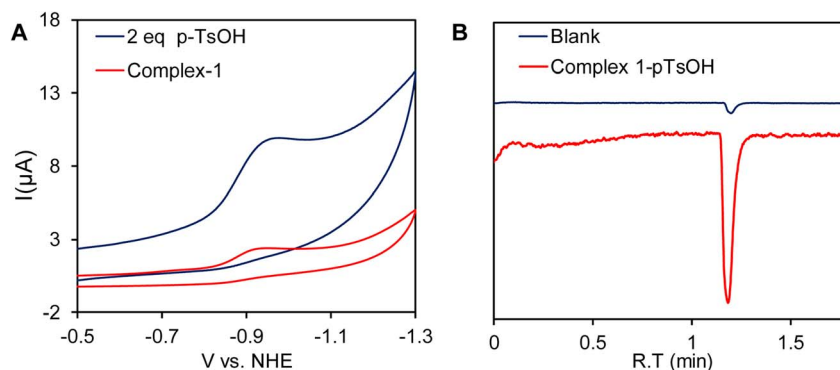 A
18
13
8
3
-2
I(µA)
2 eq p-TsOH
Complex-1
-0.5
-0.7
-0.9
-1.1
-1.3
V vs. NHE
B
Blank
Complex 1-pTsOH
0
0.5
1
1.5
R.T (min)